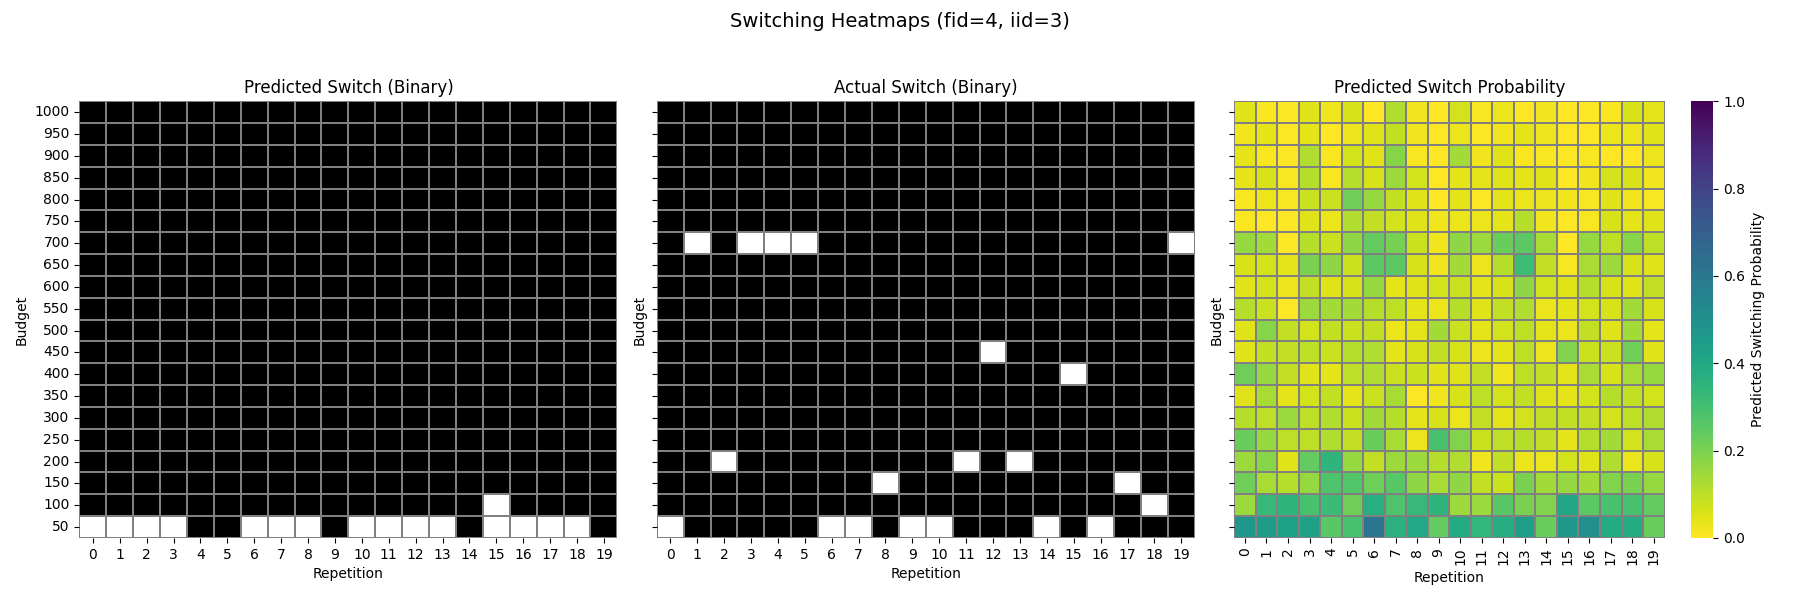 Switching Heatmaps (fid=4, iid=3)
Predicted Switch (Binary)
1000
950
900
850
800
750
700
650
600
550
500
450
400
350
300
250
200
150
100
50
Budget
0 1 2 3 4 5 6 7 8 9 10 11 12 13 14 15 16 17 18 19
Repetition
Actual Switch (Binary)
Budget
0 1 2 3 4 5 6 7 8 9 10 11 12 13 14 15 16 17 18 19
Repetition
Predicted Switch Probability
Budget
0 1 2 3 4 5 6 7 8 9 10 11 12 13 14 15 16 17 18 19
Repetition
1.0
0.8
0.6
0.4
0.2
0.0
Predicted Switching Probability